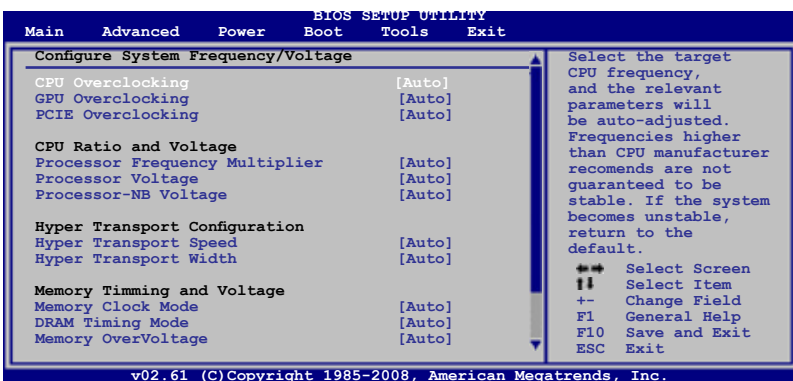 BIOS SETUP UTILITY
Main Advanced Power Boot Tools Exit
Configure System Frequency/Voltage
CPU Overclocking [Auto]
GPU Overclocking [Auto]
PCIE Overclocking [Auto]
CPU Ratio and Voltage
Processor Frequency Multiplier [Auto]
Processor Voltage [Auto]
Processor-NB Voltage [Auto]
Hyper Transport Configuration
Hyper Transport Speed [Auto]
Hyper Transport Width [Auto]
Memory Timming and Voltage
Memory Clock Mode [Auto]
DRAM Timing Mode [Auto]
Memory OverVoltage [Auto]
Select the target
CPU frequency,
and the relevant
parameters will
be auto-adjusted.
Frequencies higher
than CPU manufacturer
recomends are not
guaranteed to be
stable. If the system
becomes unstable,
return to the
default.
Select Screen
Select Item
+- Change Field
F1 General Help
F10 Save and Exit
ESC Exit
v02.61 (C)Copyright 1985-2008, American Megatrends, Inc.